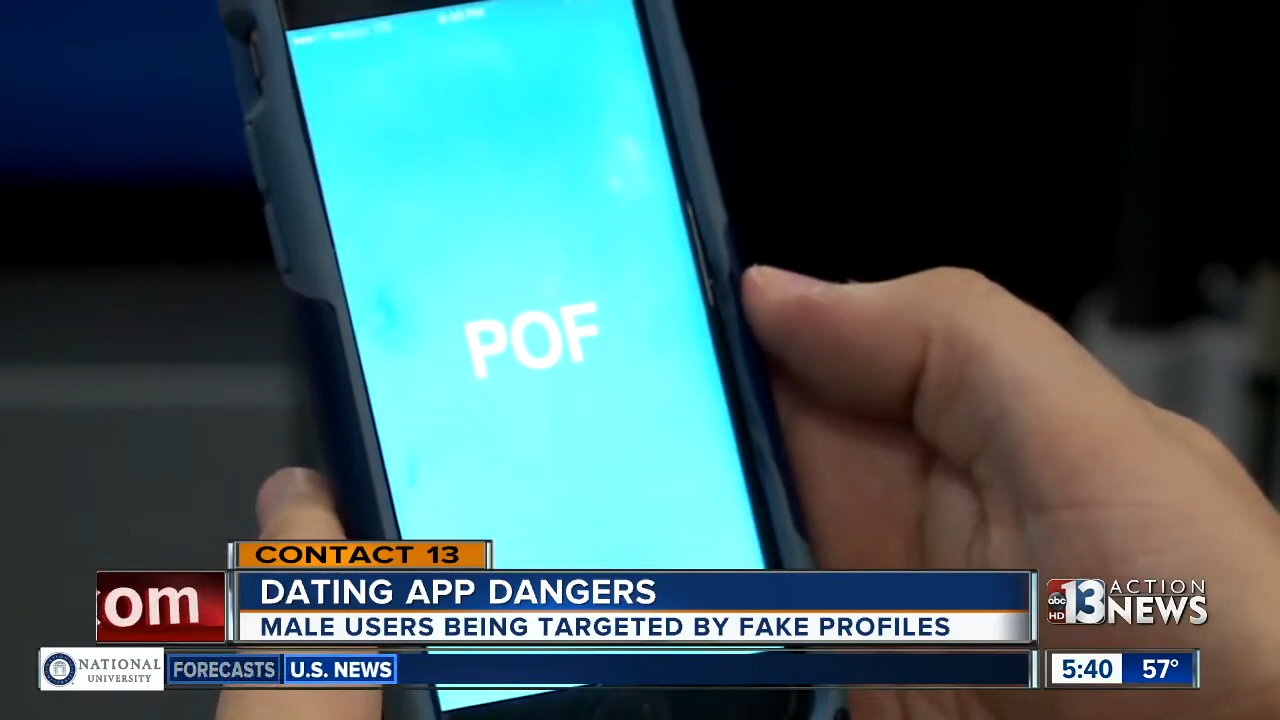 POF
CONTACT 13
com
DATING APP DANGERS
MALE USERS BEING TARGETED BY FAKE PROFILES
abc 13 ACTION
HD NEWS
NATIONAL
UNIVERSITY
FORECASTS U.S. NEWS
5:40 57°